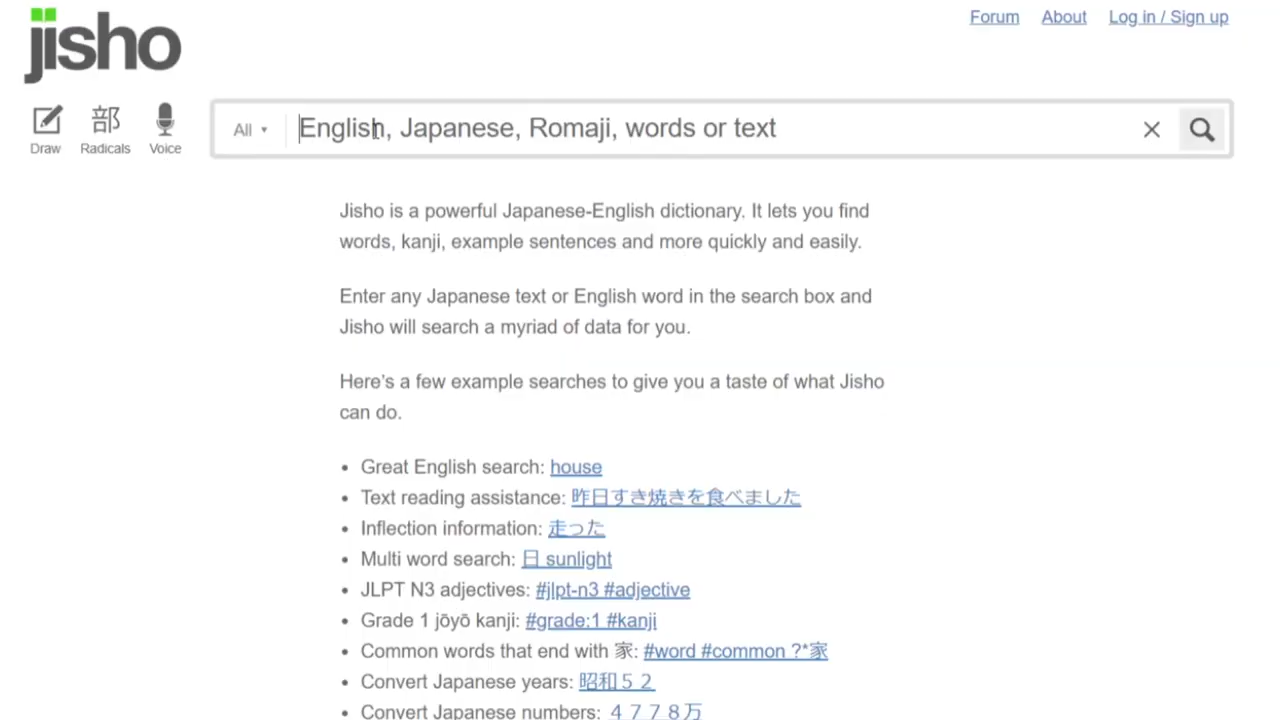 jisho
Forum About Log in / Sign up
Draw 部 Radicals Voice
All ▾ English, Japanese, Romaji, words or text
Jisho is a powerful Japanese-English dictionary. It lets you find
words, kanji, example sentences and more quickly and easily.
Enter any Japanese text or English word in the search box and
Jisho will search a myriad of data for you.
Here's a few example searches to give you a taste of what Jisho
can do.
• Great English search: house
• Text reading assistance: 昨日すき焼きを食べました
• Inflection information: 走った
• Multi word search: 日 sunlight
• JLPT N3 adjectives: #jlpt-n3 #adjective
• Grade 1 jōyō kanji: #grade:1 #kanji
• Common words that end with 家: #word #common ?*家
• Convert Japanese years: 昭和５２
• Convert Japanese numbers: ４７７８万